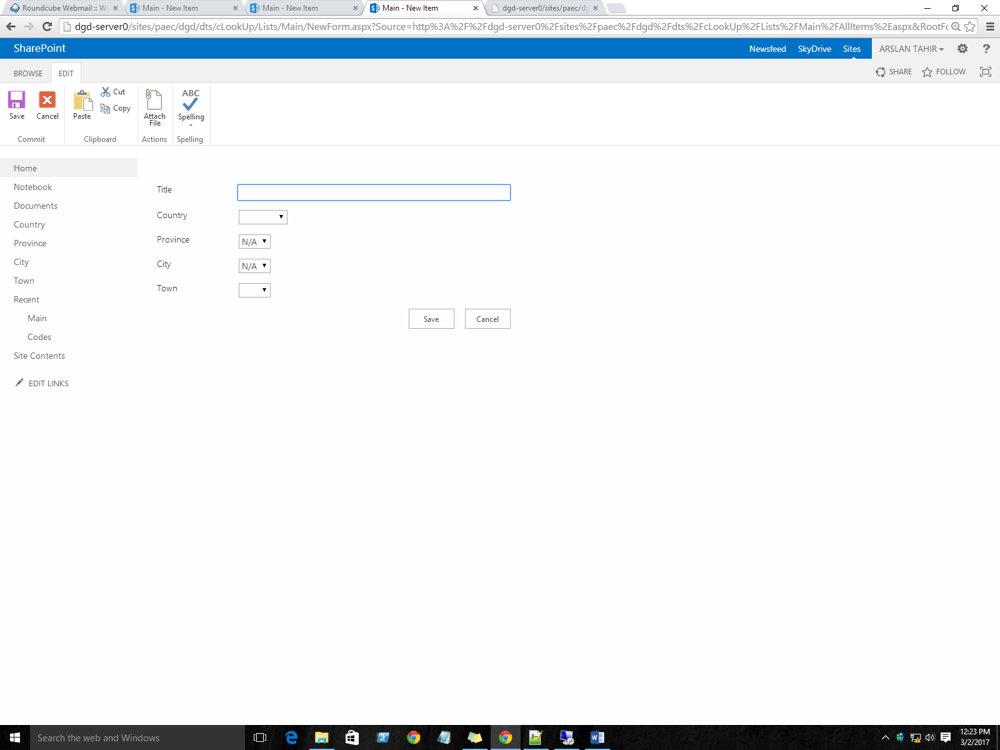 Roundcube Webmail :: We
Main - New Item
Main - New Item
Main - New Item
dgd-server0/sites/paec/dg
dgd-server0/sites/paec/dgd/dts/cLookUp/Lists/Main/NewForm.aspx?Source=http%3A%2F%2Fdgd-server0%2Fsites%2Fpaec%2Fdgd%2Fdts%2FcLookUp%2FLists%2FMain%2FAllItems%2Easpx&RootFo
SharePoint
Newsfeed SkyDrive Sites ARSLAN TAHIR ?
BROWSE EDIT SHARE FOLLOW
Save
Cancel
Commit
Paste
Cut
Copy
Clipboard
Attach
File
Actions
ABC
Spelling
Spelling
Home
Notebook
Documents
Country
Province
City
Town
Recent
Main
Codes
Site Contents
EDIT LINKS
Title
Country
Province N/A
City N/A
Town
Save Cancel
Search the web and Windows
12:23 PM
3/2/2017